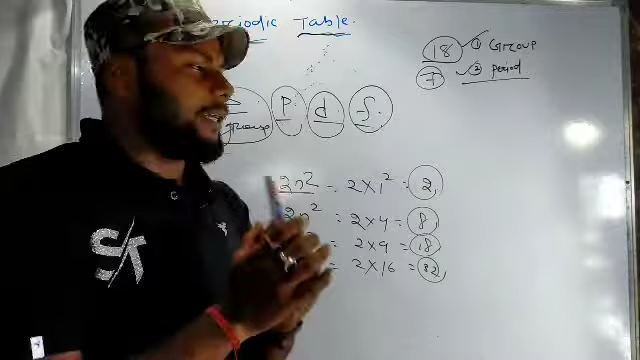 Periodic Table.
18 ① Group
7 ② period
s p d f
group
2n² = 2×1² = 2
2n² = 2×4 = 8
= 2×9 = 18
= 2×16 = 32
SK